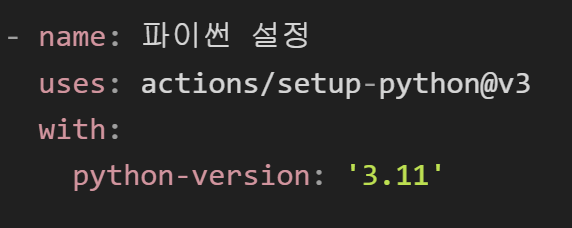 - name: 파이썬 설정
  uses: actions/setup-python@v3
  with:
    python-version: '3.11'